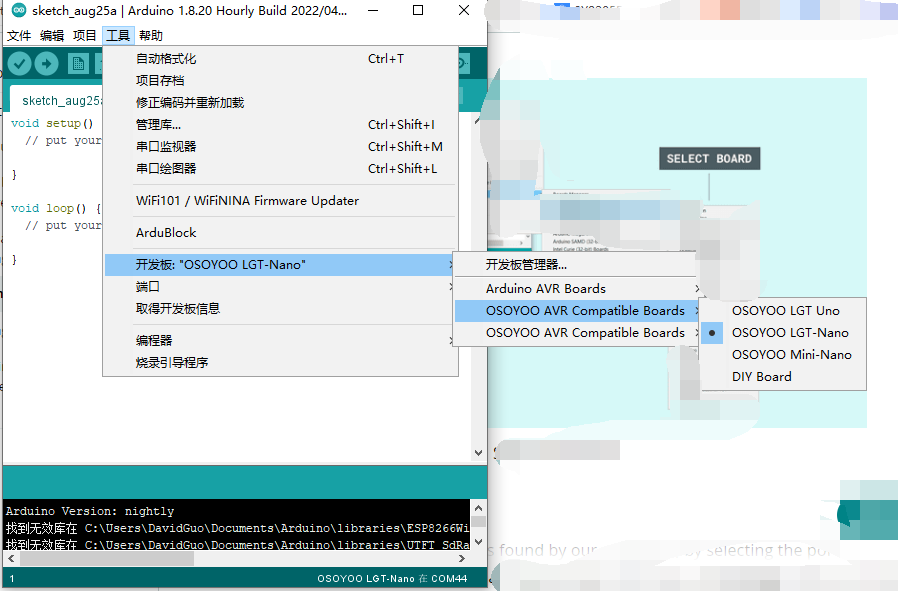 sketch_aug25a | Arduino 1.8.20 Hourly Build 2022/04...
文件 编辑 项目 工具 帮助
自动格式化 Ctrl+T
项目存档
修正编码并重新加载
管理库... Ctrl+Shift+I
串口监视器 Ctrl+Shift+M
串口绘图器 Ctrl+Shift+L
WiFi101 / WiFiNINA Firmware Updater
ArduBlock
开发板: "OSOYOO LGT-Nano"
端口
取得开发板信息
编程器
烧录引导程序
开发板管理器...
Arduino AVR Boards
OSOYOO AVR Compatible Boards
OSOYOO AVR Compatible Boards
OSOYOO LGT Uno
OSOYOO LGT-Nano
OSOYOO Mini-Nano
DIY Board
sketch_aug25a
void setup()
// put your
}
void loop() {
// put your
}
SELECT BOARD
Arduino SAMD (32-b
Intel Curie (32-bit) Boards
s found by our
By selecting the po
Arduino Version: nightly
找到无效库在 C:\Users\DavidGuo\Documents\Arduino\libraries\ESP8266Wi
找到无效库在 C:\Users\DavidGuo\Documents\Arduino\libraries\UTFT_SdRa
1
OSOYOO LGT-Nano 在 COM44